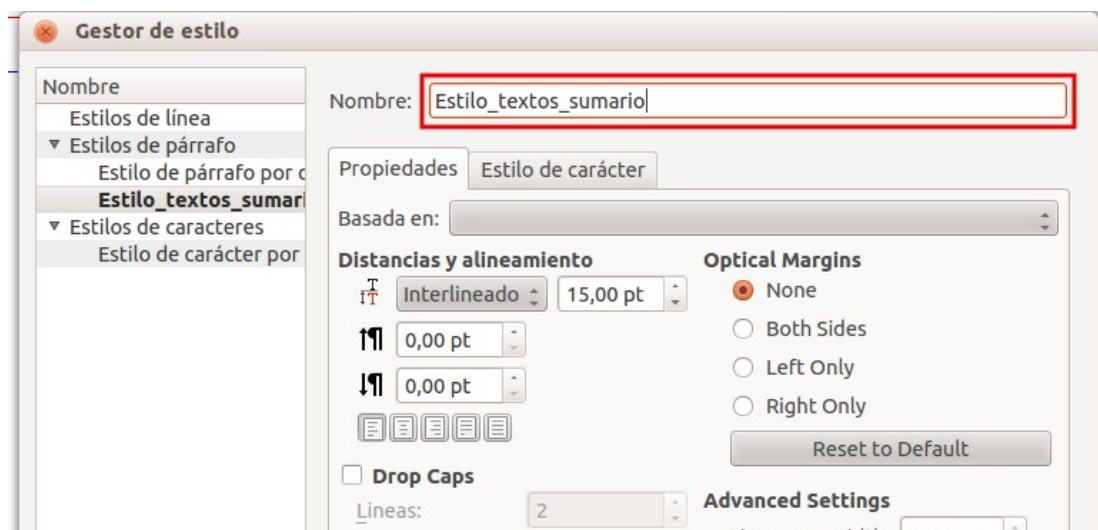 Gestor de estilo
Nombre
Estilos de línea
Estilos de párrafo
Estilo de párrafo por
Estilo_textos_sumari
Estilos de caracteres
Estilo de carácter por
Nombre: Estilo_textos_sumario
Propiedades Estilo de carácter
Basada en:
Distancias y alineamiento
Interlineado 15,00 pt
0,00 pt
0,00 pt
Drop Caps
Lineas: 2
Optical Margins
None
Both Sides
Left Only
Right Only
Reset to Default
Advanced Settings